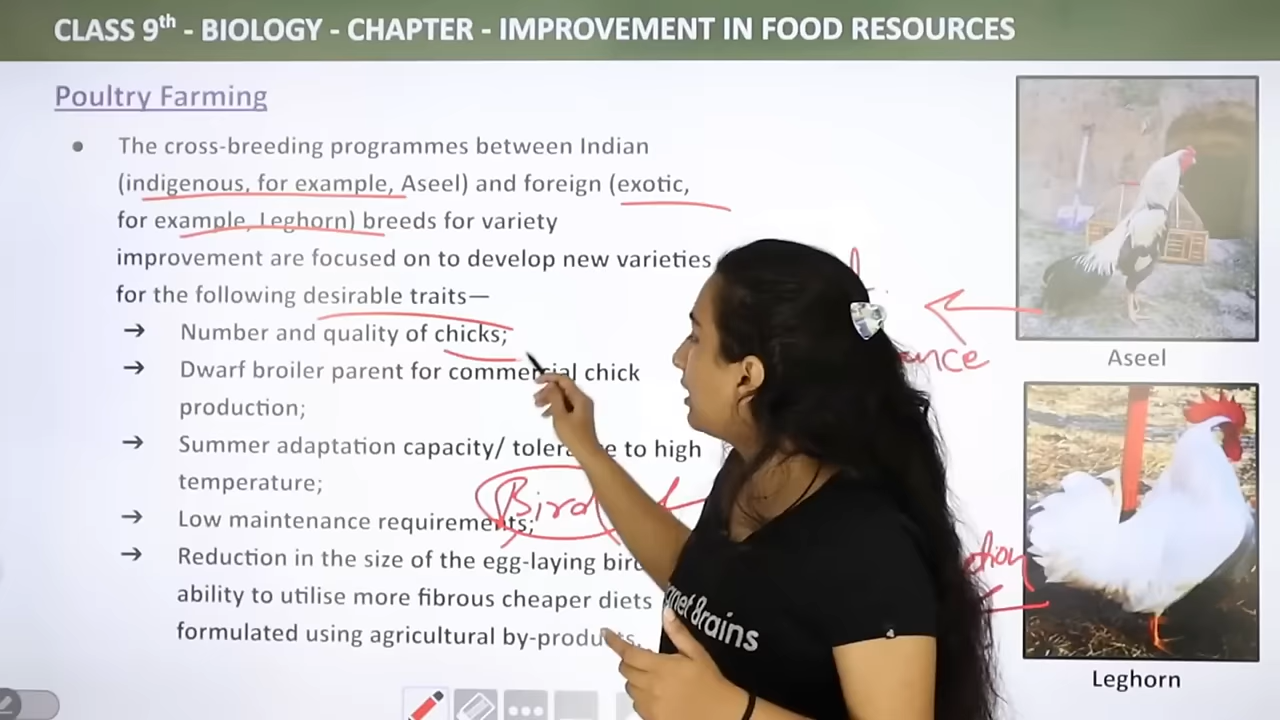 CLASS 9th - BIOLOGY - CHAPTER - IMPROVEMENT IN FOOD RESOURCES
Poultry Farming
• The cross-breeding programmes between Indian
(indigenous, for example, Aseel) and foreign (exotic,
for example, Leghorn) breeds for variety
improvement are focused on to develop new varieties
for the following desirable traits—
→ Number and quality of chicks;
→ Dwarf broiler parent for commercial chick
production;
→ Summer adaptation capacity/ tolerance to high
temperature;
→ Low maintenance requirements;
→ Reduction in the size of the egg-laying bird
ability to utilise more fibrous cheaper diets
formulated using agricultural by-products.
Bird
Aseel
Leghorn
Brains